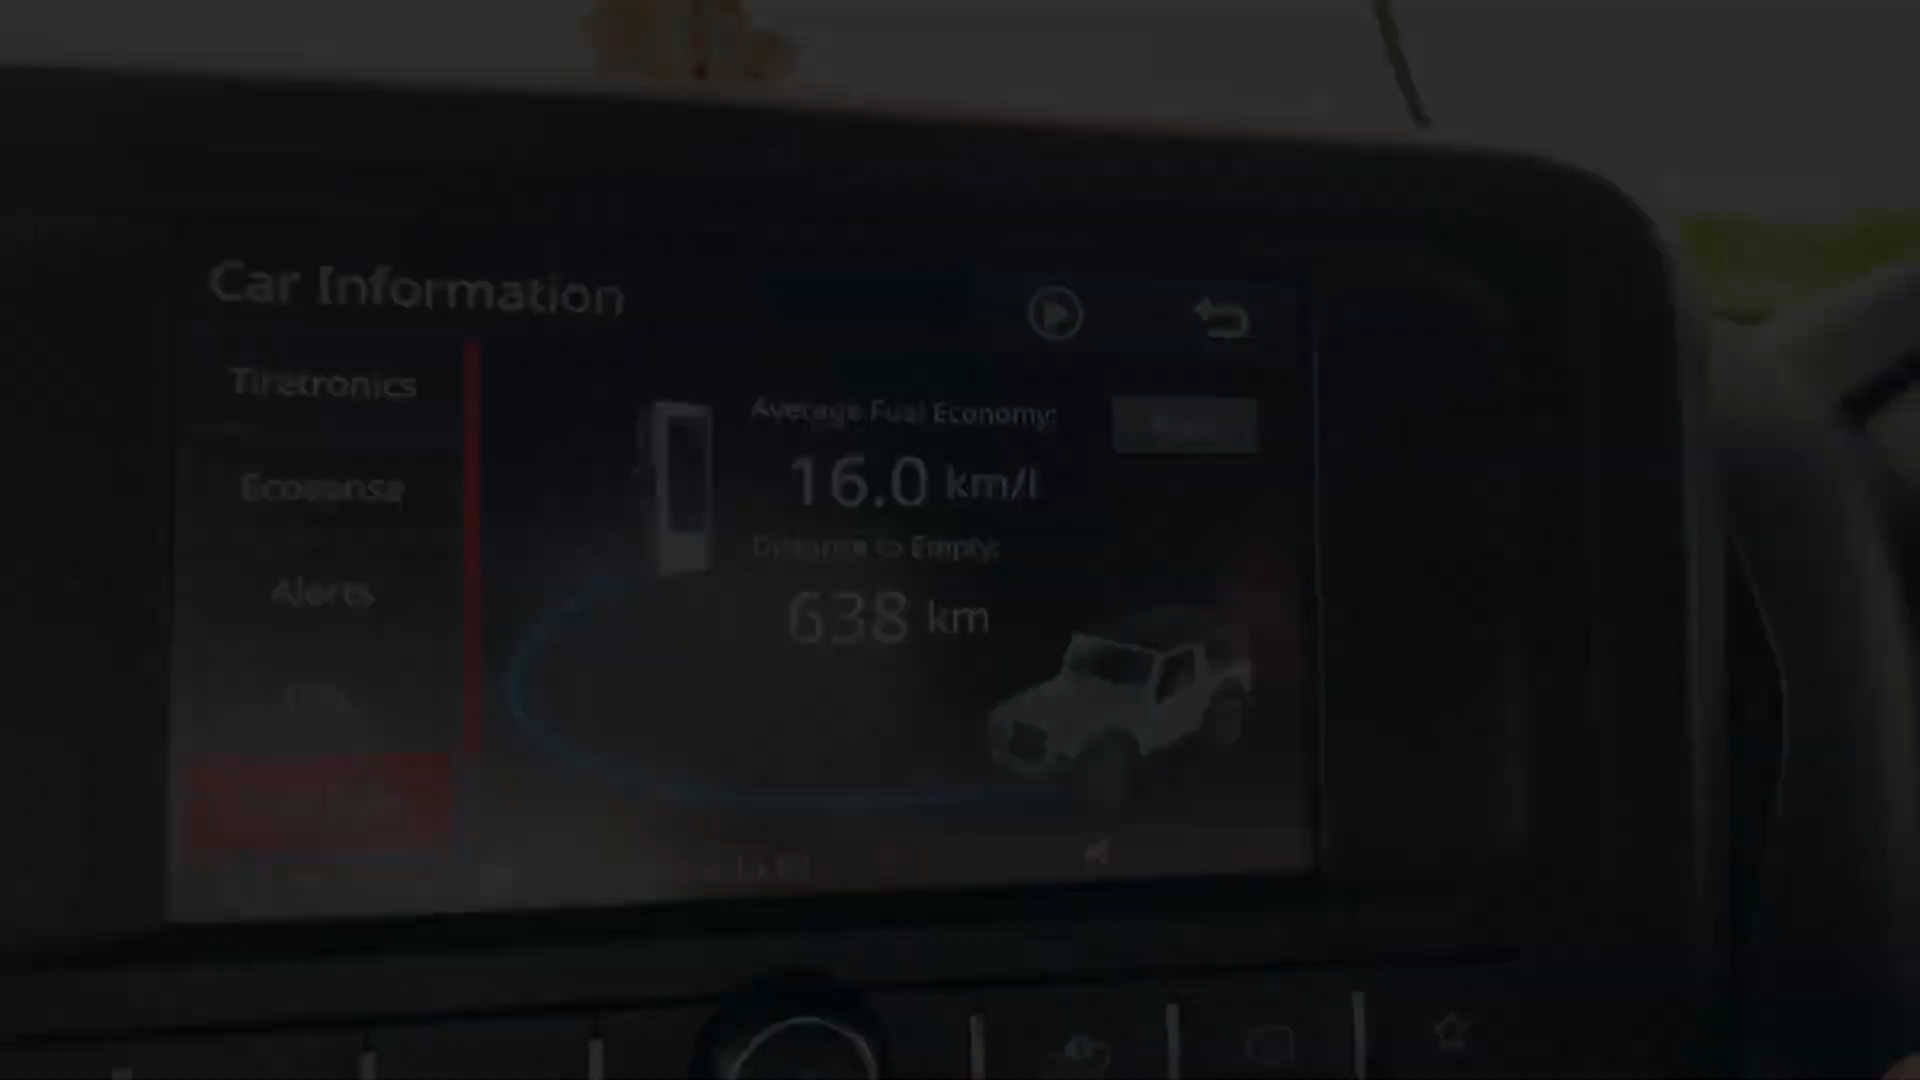 Car Information
Tiretronics
Ecosense
Alerts
Average Fuel Economy:
16.0 km/l
Distance to Empty:
638 km